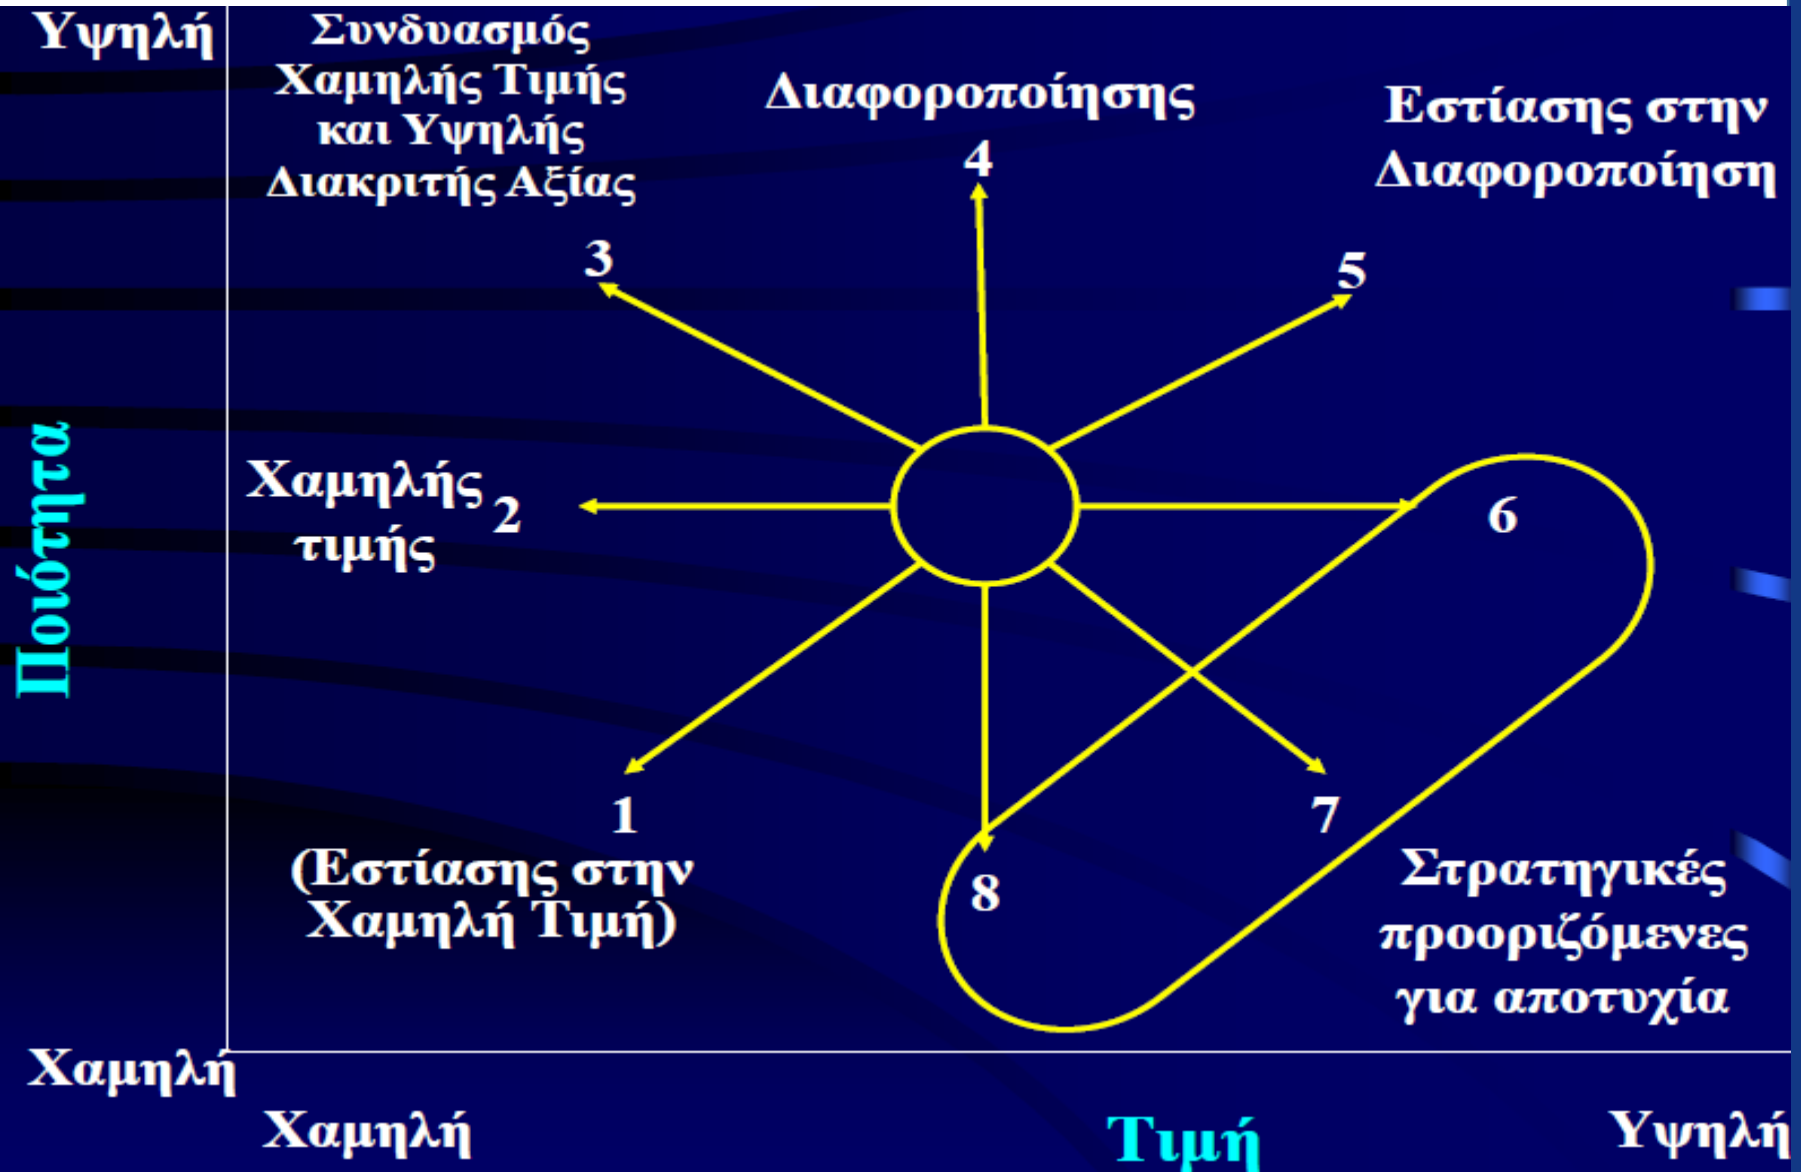 Υψηλή
Συνδυασμός
Χαμηλής Τιμής
και Υψηλής
Διακριτής Αξίας
3
Διαφοροποίησης
4
Εστίασης στην
Διαφοροποίηση
5
Ποιότητα
Χαμηλής
τιμής
2
6
1
(Εστίασης στην
Χαμηλή Τιμή)
8
7
Στρατηγικές
προοριζόμενες
για αποτυχία
Χαμηλή
Χαμηλή
Τιμή
Υψηλή